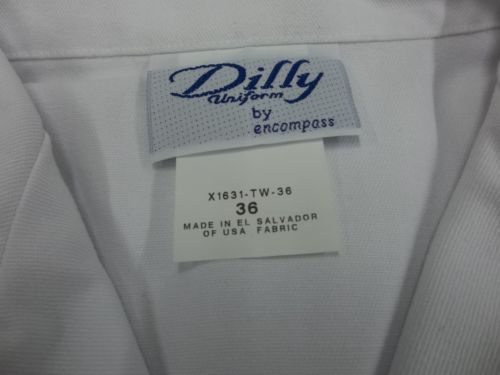 Dilly
Uniform
by
encompass
X1631-TW-36
36
MADE IN EL SALVADOR
OF USA FABRIC